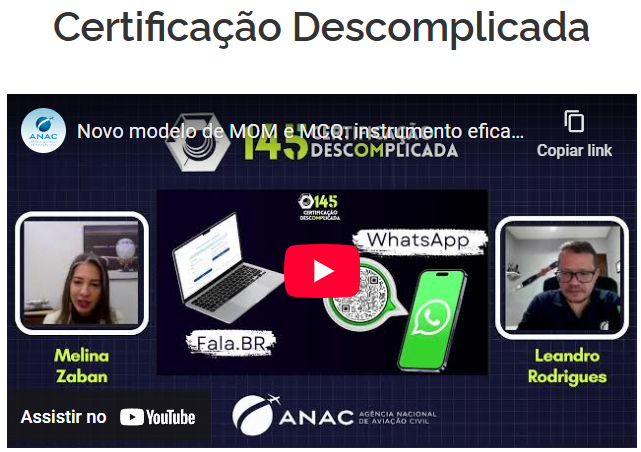 Certificação Descomplicada
ANAC
Novo modelo de MOM e MCQ: instrumento efica...
Copiar link
145 CERTIFICAÇÃO
DESCOMPLICADA
145
CERTIFICAÇÃO
DESCOMPLICADA
WhatsApp
Fala.BR
Melina
Zaban
Leandro
Rodrigues
Assistir no YouTube
ANAC AGÊNCIA NACIONAL
DE AVIAÇÃO CIVIL